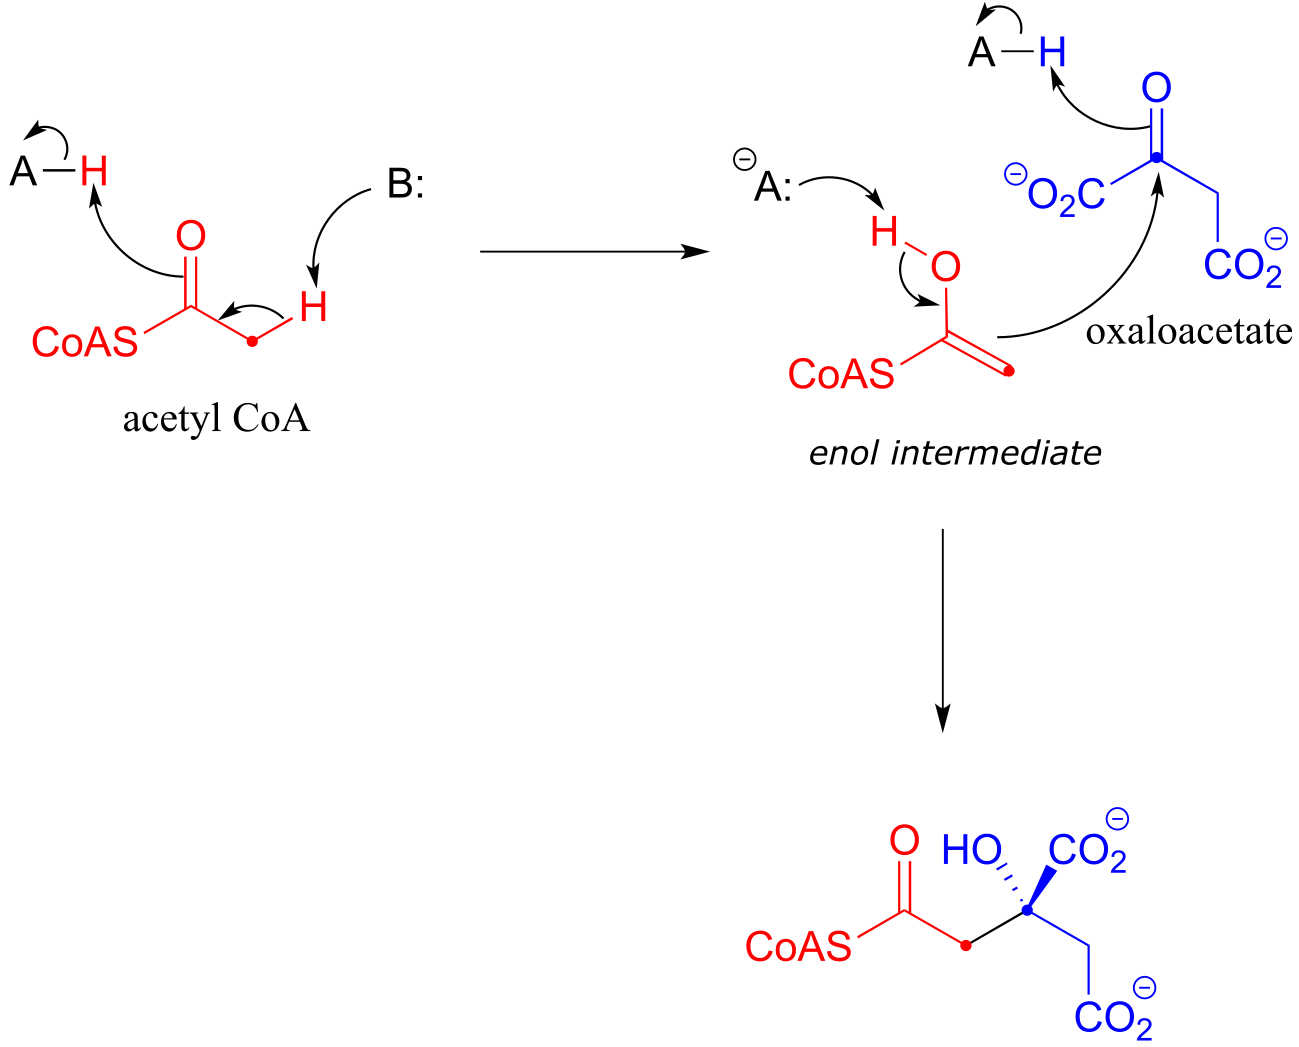 A—H
O
H
B:
CoAS
acetyl CoA
A—H
O
⊖O₂C
CO₂⊖
oxaloacetate
⊖A:
H
O
CoAS
enol intermediate
O
HO
CO₂⊖
CoAS
CO₂⊖